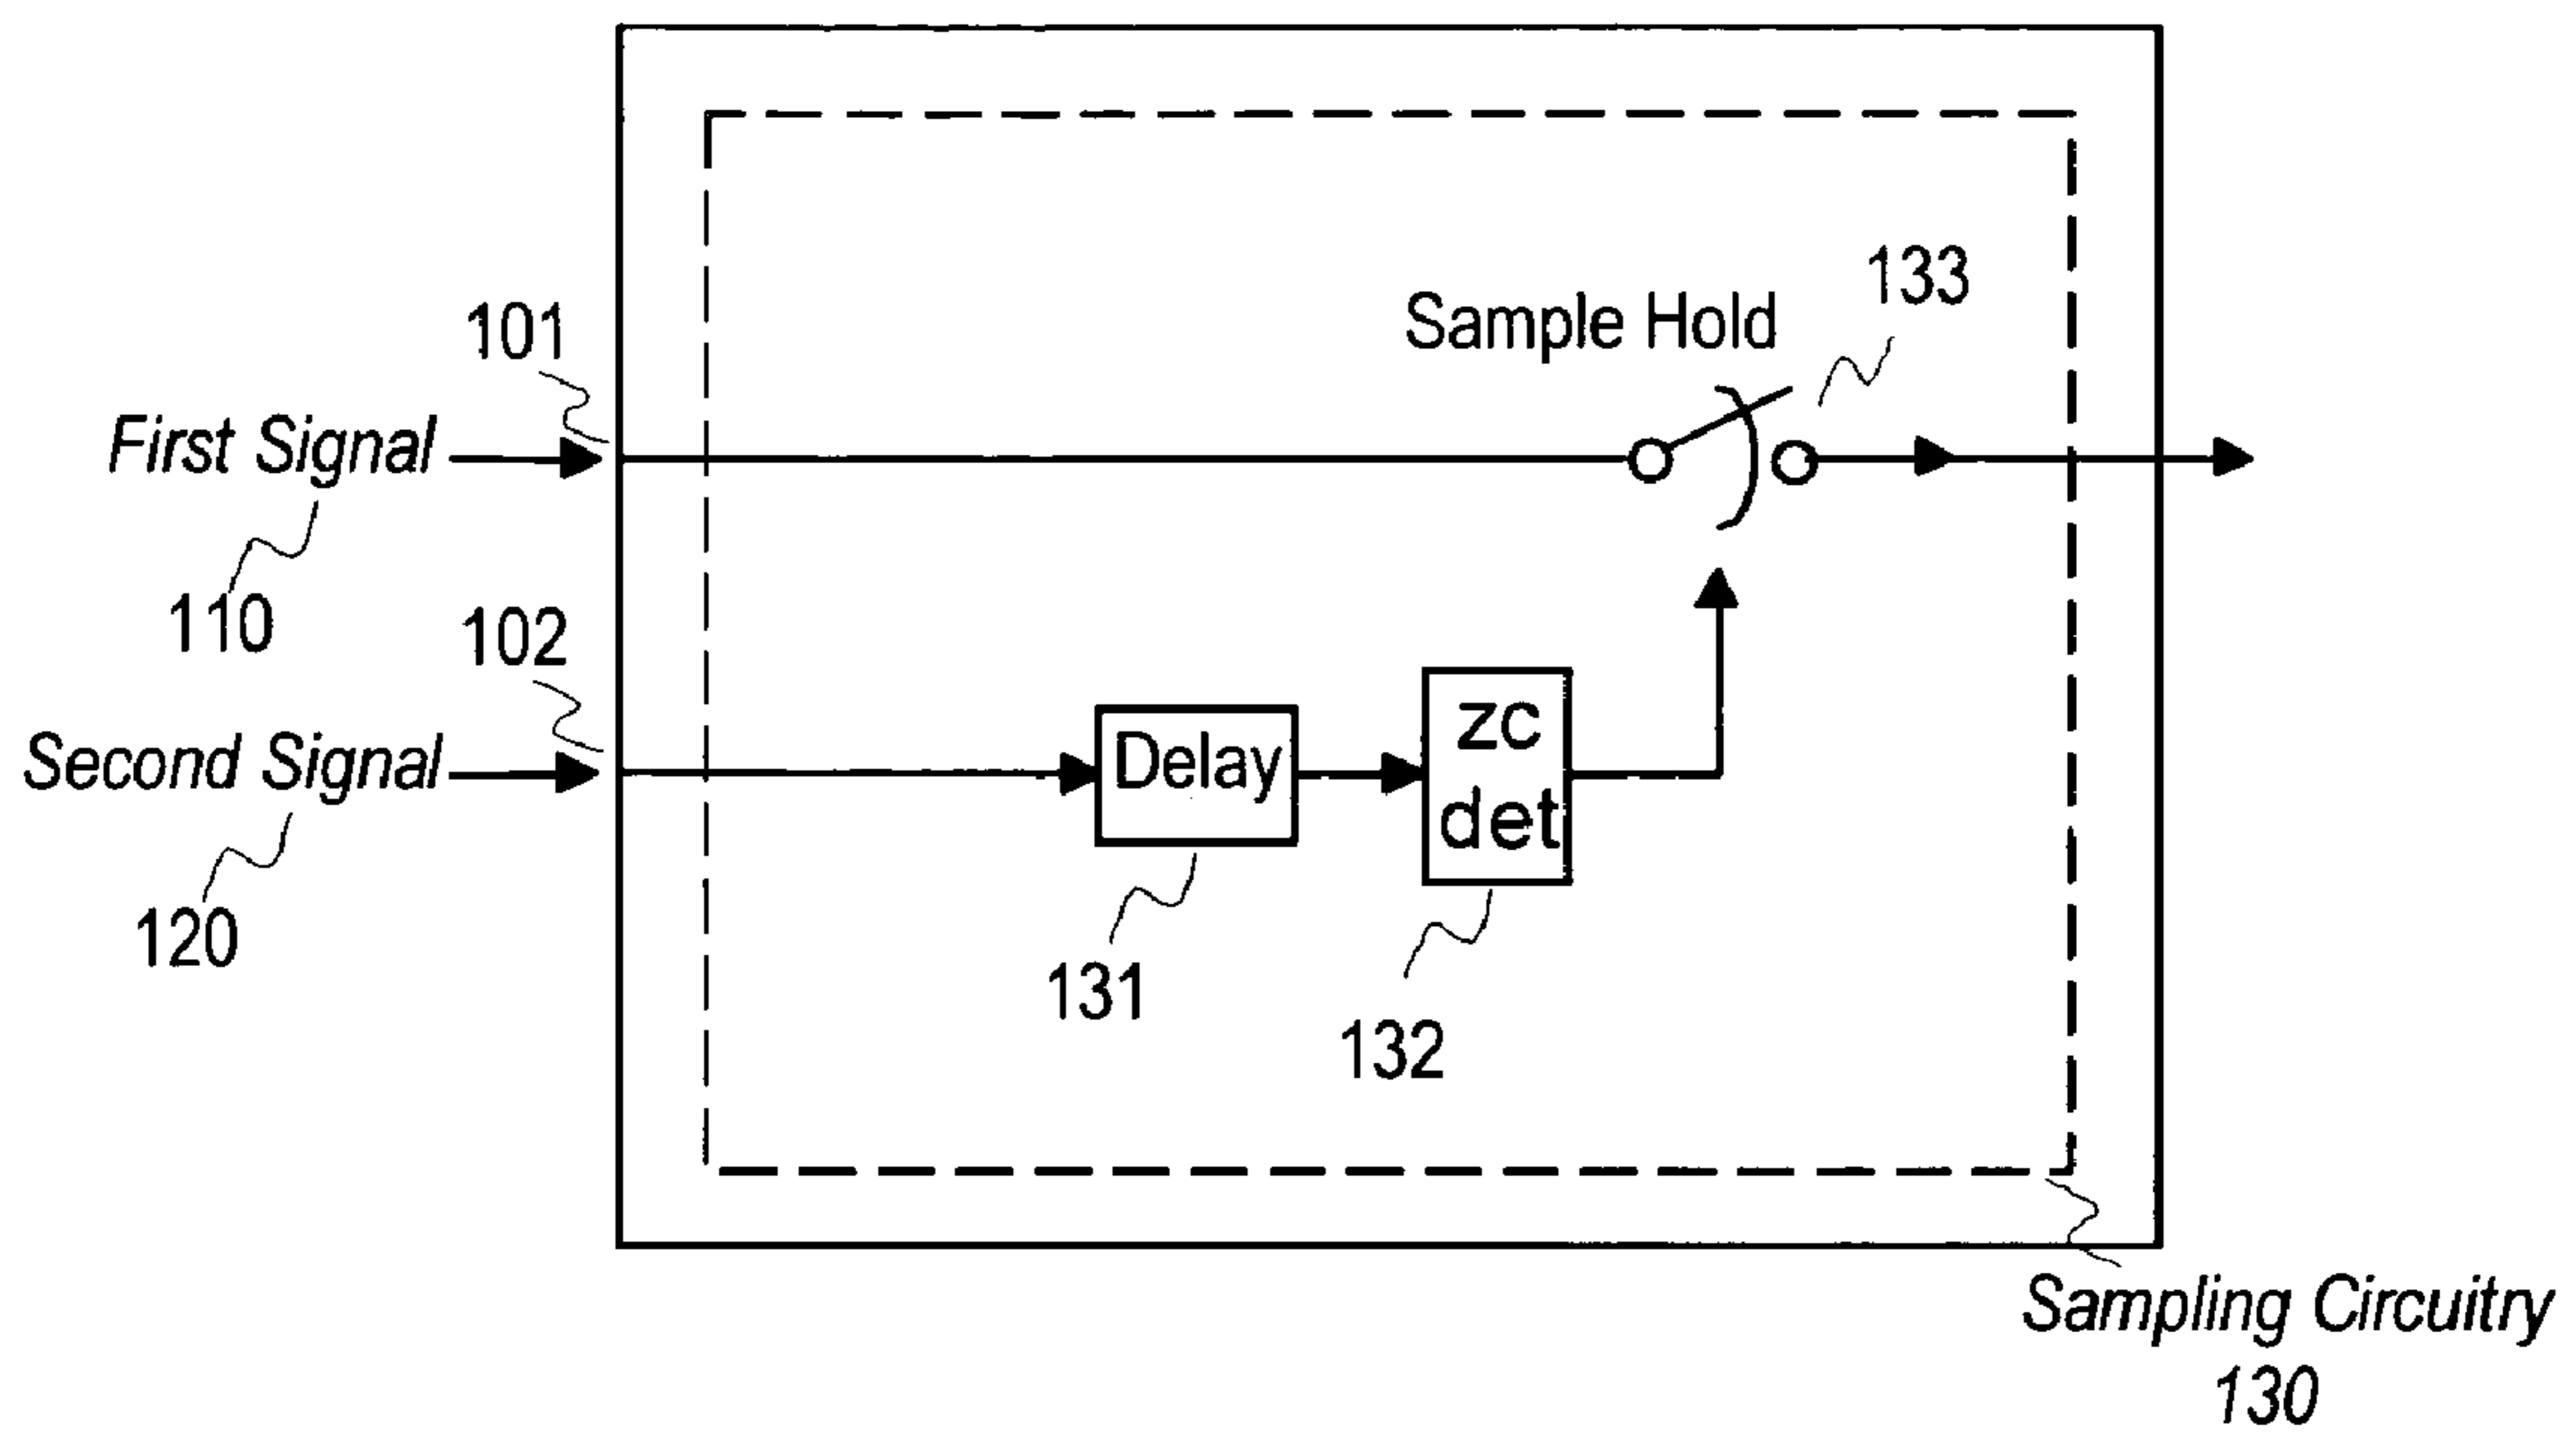 133
Sample Hold
101
First Signal
110
102
Second Signal
120
Delay
zc
det
131
132
Sampling Circuitry
130